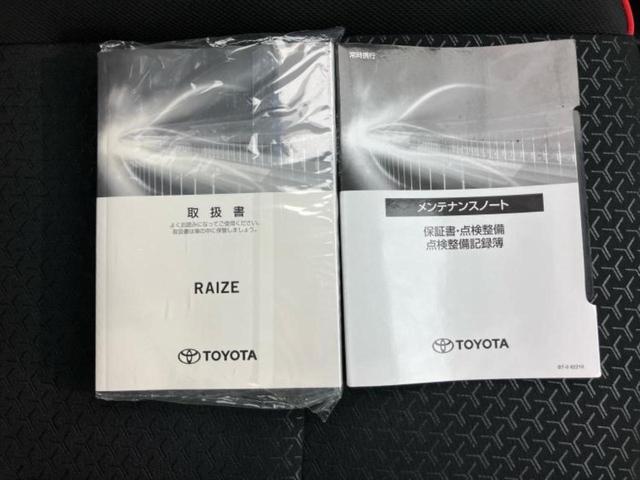 取扱書
よくお読みになってご使用ください。
取扱書は車の中に保管しましょう。
RAIZE
TOYOTA
常時携行
メンテナンスノート
保証書・点検整備
点検整備記録簿
TOYOTA